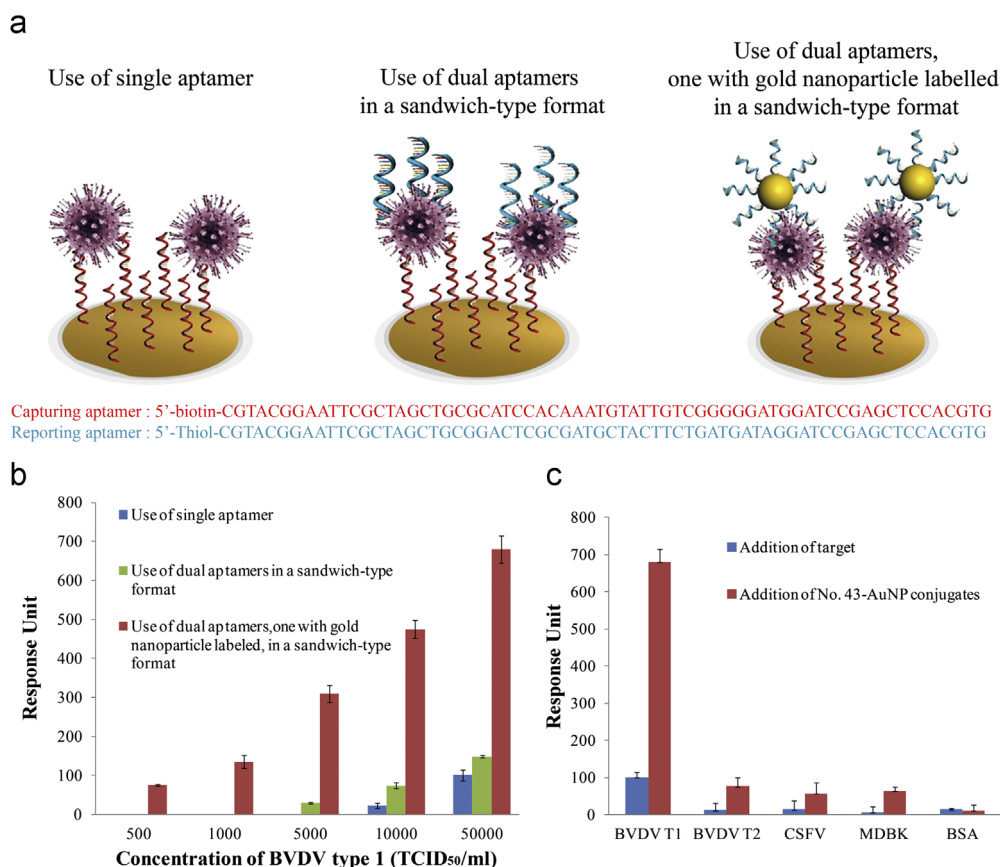 a
Use of single aptamer
Use of dual aptamers
in a sandwich-type format
Use of dual aptamers,
one with gold nanoparticle labelled
in a sandwich-type format
Capturing aptamer : 5'-biotin-CGTACGGAATTCGCTAGCTGCGCATCCACAAATGTATTGTCGGGGGATGGATCCGAGCTCCACGTG
Reporting aptamer : 5'-Thiol-CGTACGGAATTCGCTAGCTGCGGACTCGCGATGCTACTTCTGATGATAGGATCCGAGCTCCACGTG
b
Response Unit
800
700
600
500
400
300
200
100
0
Use of single aptamer
Use of dual aptamers in a sandwich-type
format
Use of dual aptamers,one with gold
nanoparticle labeled, in a sandwich-type
format
500 1000 5000 10000 50000
Concentration of BVDV type 1 (TCID50/ml)
c
Response Unit
800
700
600
500
400
300
200
100
0
Addition of target
Addition of No. 43-AuNP conjugates
BVDV T1 BVDV T2 CSFV MDBK BSA